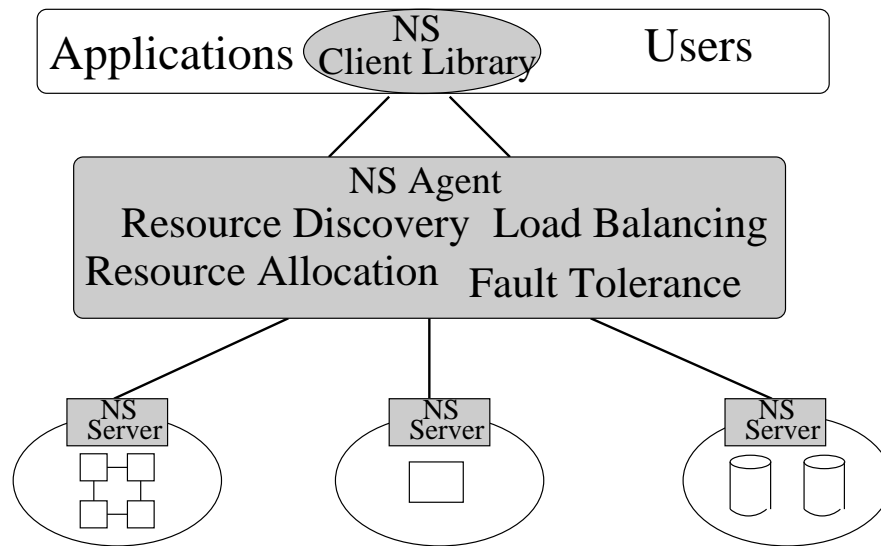 Applications
NS
Client Library
Users
NS Agent
Resource Discovery
Load Balancing
Resource Allocation
Fault Tolerance
NS
Server
NS
Server
NS
Server